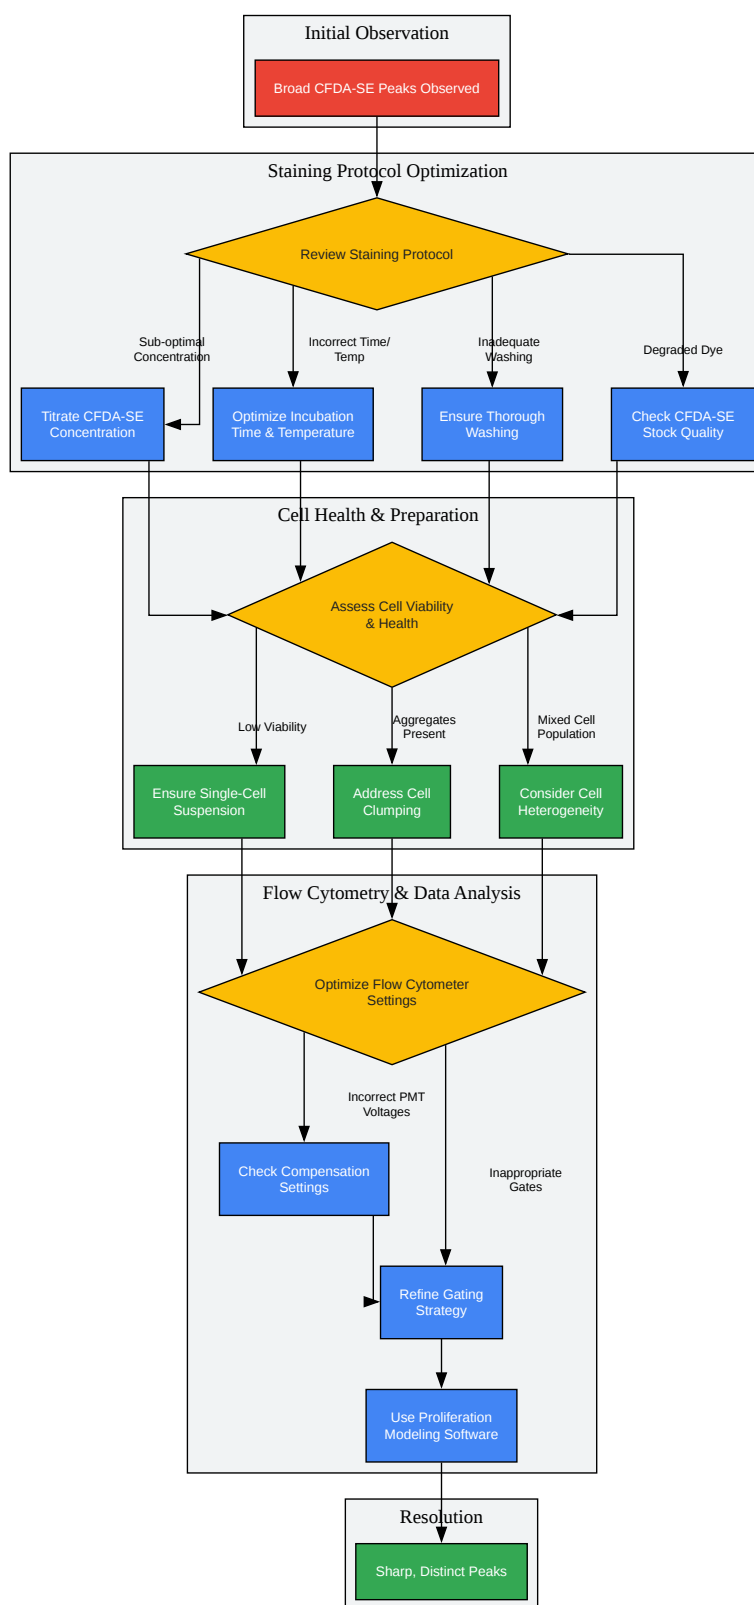 Initial Observation
Broad CFDA-SE Peaks Observed
Staining Protocol Optimization
Review Staining Protocol
Sub-optimal
Concentration
Incorrect Time/
Temp
Inadequate
Washing
Degraded Dye
Titrate CFDA-SE
Concentration
Optimize Incubation
Time & Temperature
Ensure Thorough
Washing
Check CFDA-SE
Stock Quality
Cell Health & Preparation
Assess Cell Viability
& Health
Low Viability
Aggregates
Present
Mixed Cell
Population
Ensure Single-Cell
Suspension
Address Cell
Clumping
Consider Cell
Heterogeneity
Flow Cytometry & Data Analysis
Optimize Flow Cytometer
Settings
Incorrect PMT
Voltages
Check Compensation
Settings
Inappropriate
Gates
Refine Gating
Strategy
Use Proliferation
Modeling Software
Resolution
Sharp, Distinct Peaks